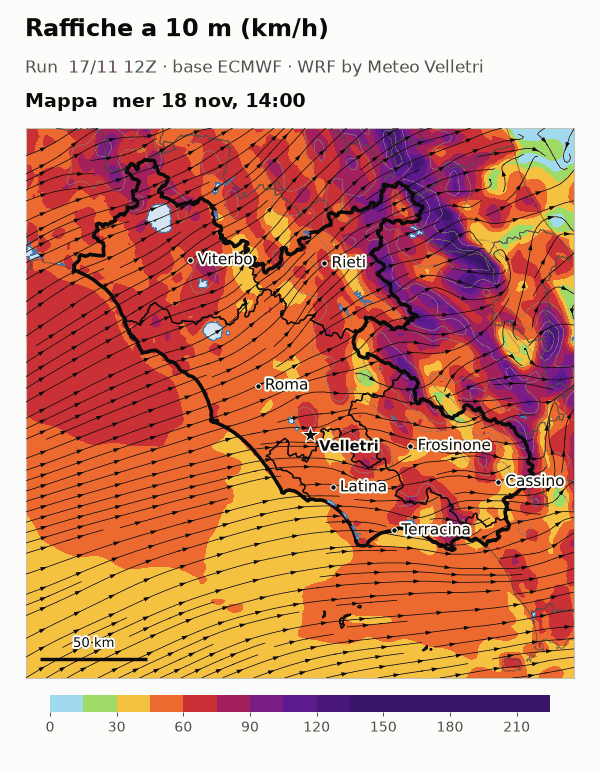 Raffiche a 10 m (km/h)
Run  17/11 12Z · base ECMWF · WRF by Meteo Velletri
Mappa  mer 18 nov, 14:00
Viterbo
Rieti
Roma
Velletri
Frosinone
Latina
Cassino
Terracina
50 km
0 30 60 90 120 150 180 210